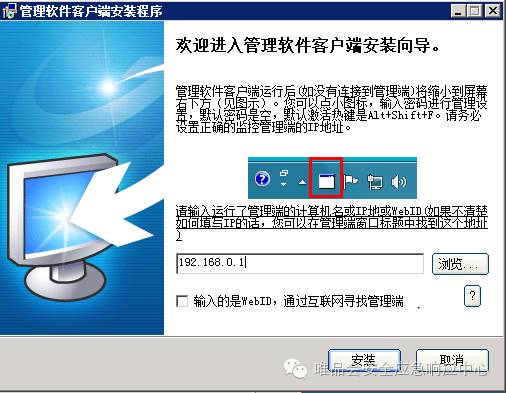 管理软件客户端安装程序
欢迎进入管理软件客户端安装向导。
管理软件客户端运行后(如没有连接到管理端)将缩小到屏幕
右下方（见图示）。您可以点小图标，输入密码进行管理设
置，默认密码是空，默认激活热键是Alt+Shift+F。请务必
设置正确的监控管理端的IP地址。
请输入运行了管理端的计算机名或IP地或WebID(如果不清楚
如何填写IP的话，您可以在管理端窗口标题中找到这个地址
)
192.168.0.1
浏览...
输入的是WebID，通过互联网寻找管理端
?
安装
取消
唯品会安全应急响应中心